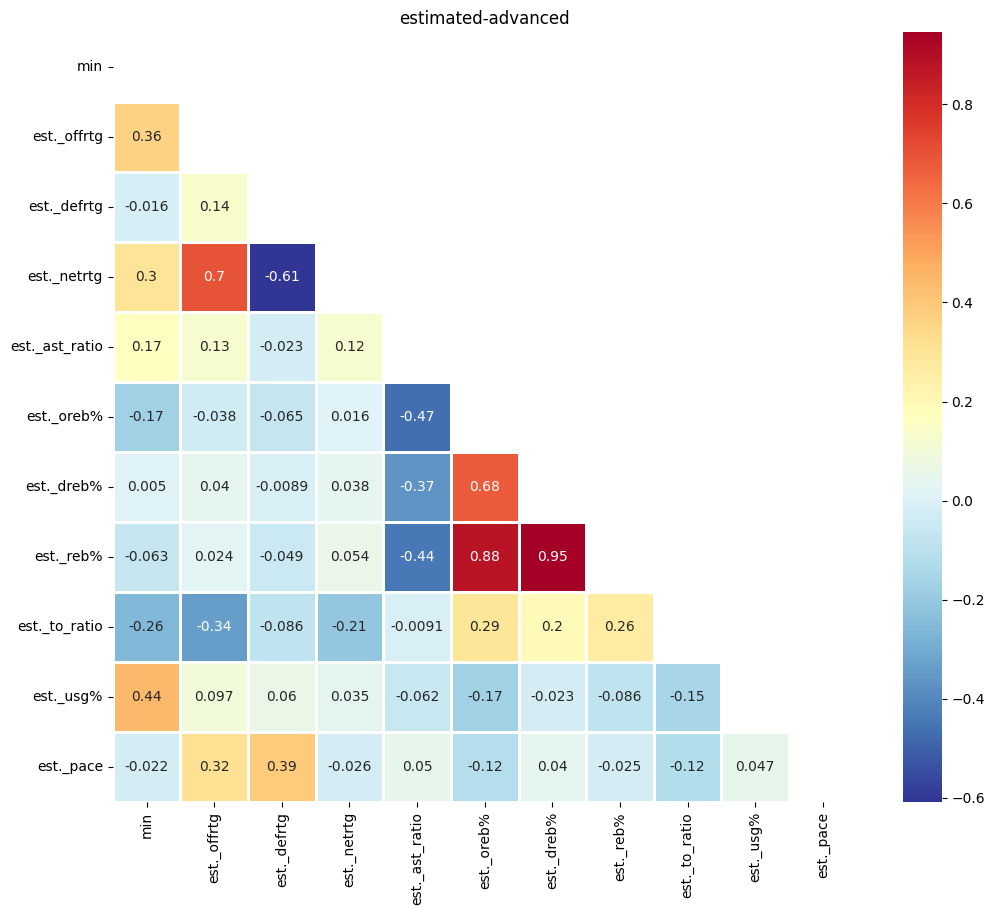 estimated-advanced
min
est._offrtg 0.36
est._defrtg -0.016 0.14
est._netrtg 0.3 0.7 -0.61
est._ast_ratio 0.17 0.13 -0.023 0.12
est._oreb% -0.17 -0.038 -0.065 0.016 -0.47
est._dreb% 0.005 0.04 -0.0089 0.038 -0.37 0.68
est._reb% -0.063 0.024 -0.049 0.054 -0.44 0.88 0.95
est._to_ratio -0.26 -0.34 -0.086 -0.21 -0.0091 0.29 0.2 0.26
est._usg% 0.44 0.097 0.06 0.035 -0.062 -0.17 -0.023 -0.086 -0.15
est._pace -0.022 0.32 0.39 -0.026 0.05 -0.12 0.04 -0.025 -0.12 0.047
min est._offrtg est._defrtg est._netrtg est._ast_ratio est._oreb% est._dreb% est._reb% est._to_ratio est._usg% est._pace
0.8
0.6
0.4
0.2
0.0
−0.2
−0.4
−0.6